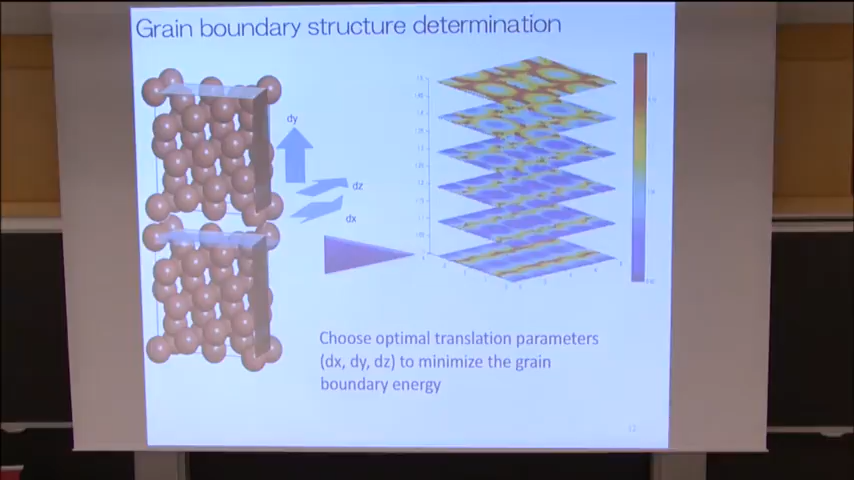 Grain boundary structure determination
dy
dz
dx
Choose optimal translation parameters
(dx, dy, dz) to minimize the grain
boundary energy
12